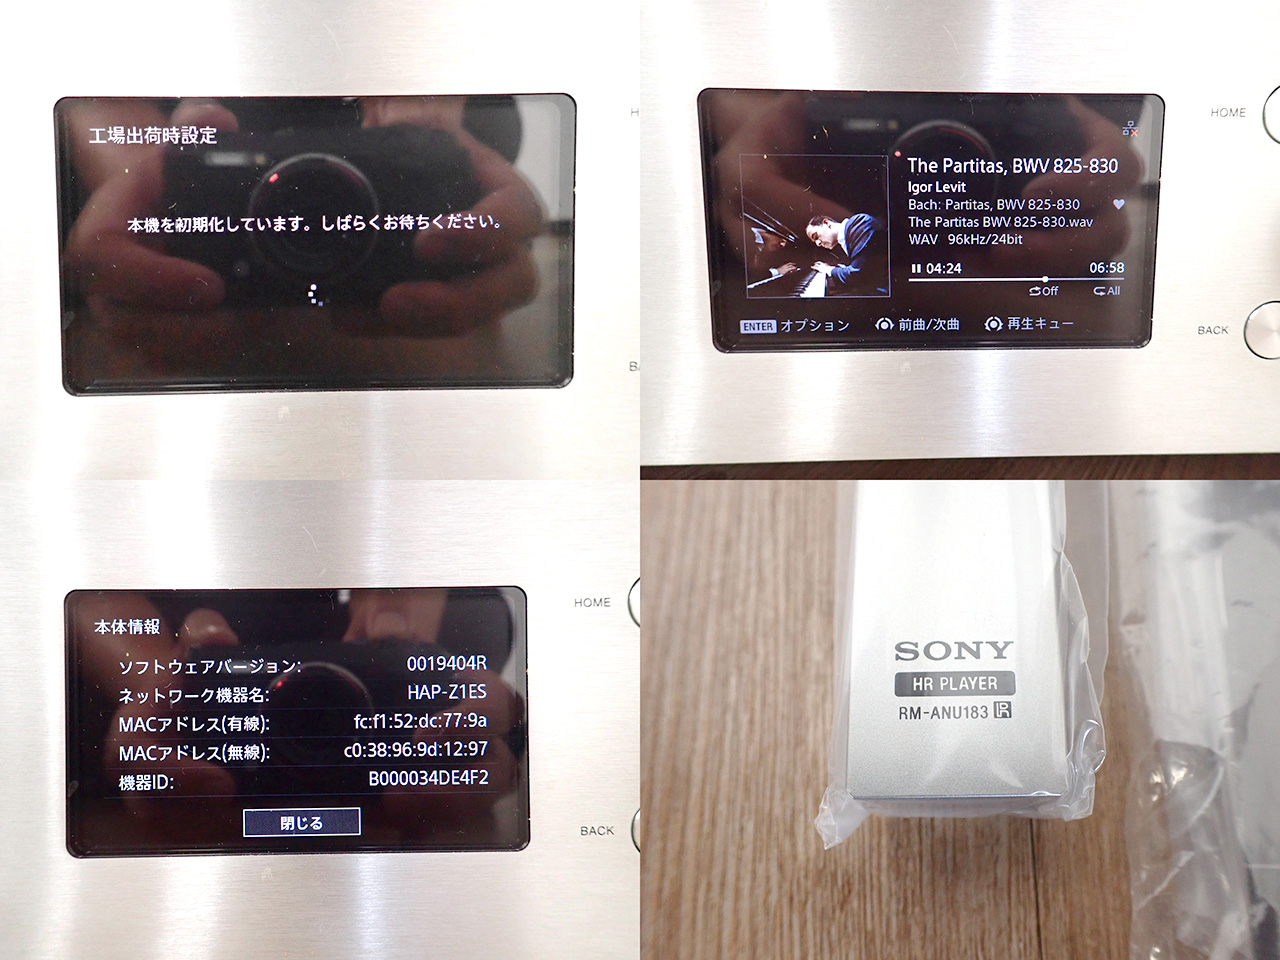 工場出荷時設定
本機を初期化しています。しばらくお待ちください。
HOME
The Partitas, BWV 825-830
Igor Levit
Bach: Partitas, BWV 825-830
The Partitas BWV 825-830.wav
WAV 96kHz/24bit
04:24 06:58
Off All
ENTER オプション 前曲/次曲 再生キュー
BACK
本体情報
ソフトウェアバージョン: 0019404R
ネットワーク機器名: HAP-Z1ES
MACアドレス(有線): fc:f1:52:dc:77:9a
MACアドレス(無線): c0:38:96:9d:12:97
機器ID: B000034DE4F2
閉じる
HOME
BACK
SONY
HR PLAYER
RM-ANU183